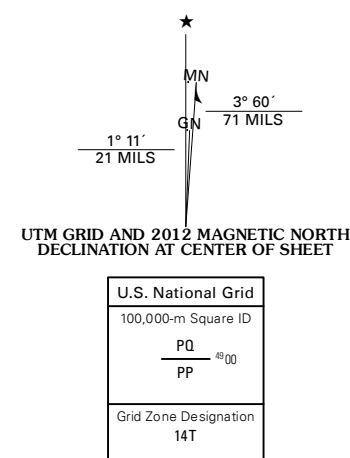 ★
MN
3° 60´
71 MILS
GN
1° 11´
21 MILS
UTM GRID AND 2012 MAGNETIC NORTH
DECLINATION AT CENTER OF SHEET
U.S. National Grid
100,000-m Square ID
PQ
4900
PP
Grid Zone Designation
14T